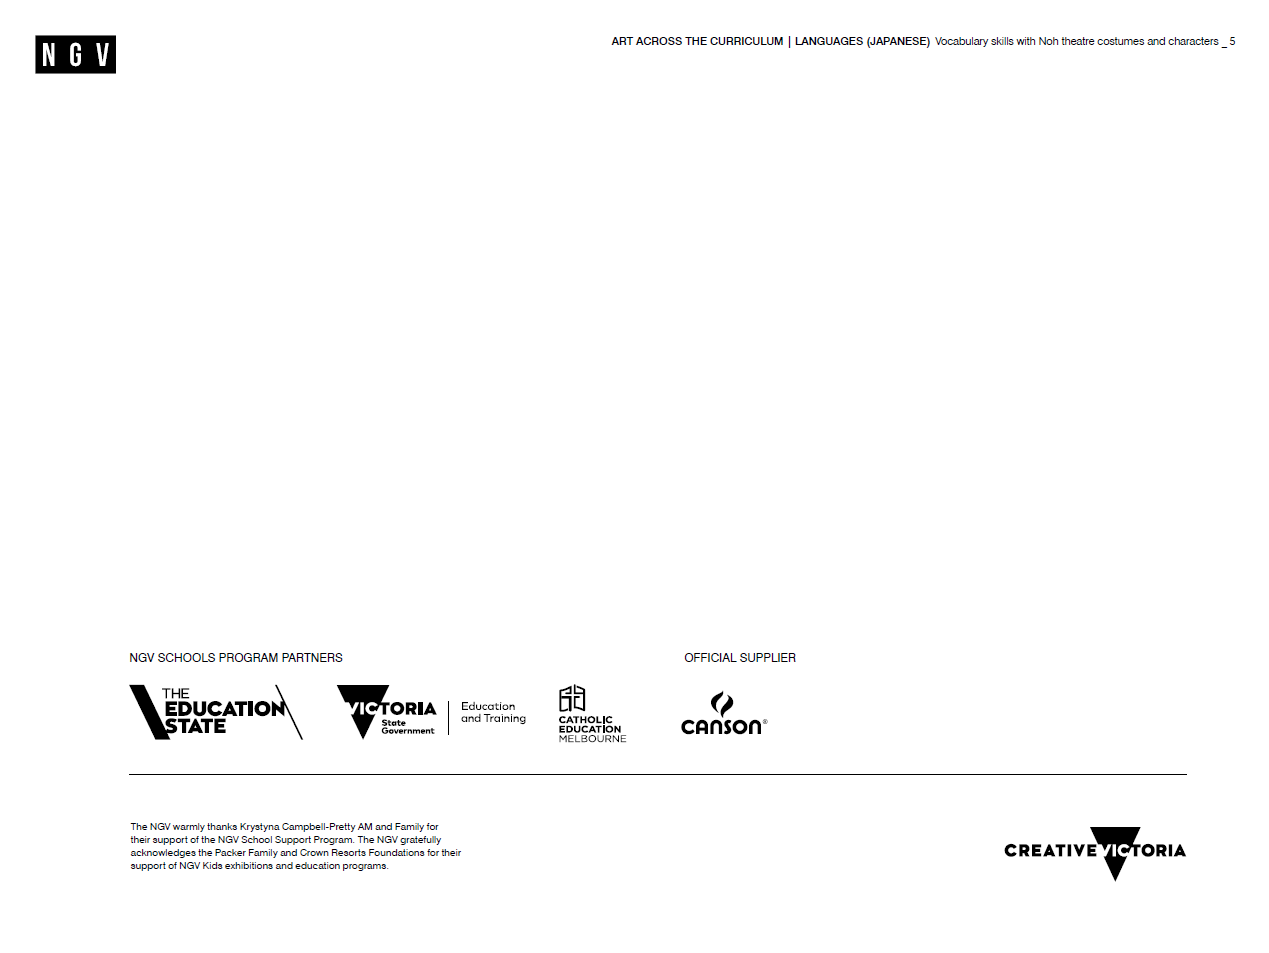 NGV
ART ACROSS THE CURRICULUM | LANGUAGES (JAPANESE) Vocabulary skills with Noh theatre costumes and characters _ 5
NGV SCHOOLS PROGRAM PARTNERS
OFFICIAL SUPPLIER
THE
EDUCATION
STATE
VICTORIA
State
Government
Education
and Training
CATHOLIC
EDUCATION
MELBOURNE
CANSON®
The NGV warmly thanks Krystyna Campbell-Pretty AM and Family for
their support of the NGV School Support Program. The NGV gratefully
acknowledges the Packer Family and Crown Resorts Foundations for their
support of NGV Kids exhibitions and education programs.
CREATIVE VICTORIA